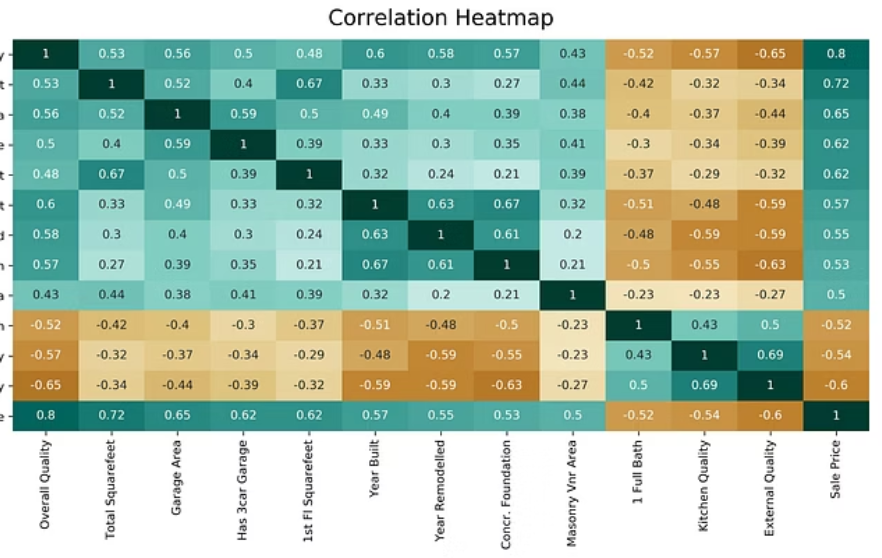 Correlation Heatmap
y 1 0.53 0.56 0.5 0.48 0.6 0.58 0.57 0.43 -0.52 -0.57 -0.65 0.8
t 0.53 1 0.52 0.4 0.67 0.33 0.3 0.27 0.44 -0.42 -0.32 -0.34 0.72
a 0.56 0.52 1 0.59 0.5 0.49 0.4 0.39 0.38 -0.4 -0.37 -0.44 0.65
e 0.5 0.4 0.59 1 0.39 0.33 0.3 0.35 0.41 -0.3 -0.34 -0.39 0.62
t 0.48 0.67 0.5 0.39 1 0.32 0.24 0.21 0.39 -0.37 -0.29 -0.32 0.62
t 0.6 0.33 0.49 0.33 0.32 1 0.63 0.67 0.32 -0.51 -0.48 -0.59 0.57
d 0.58 0.3 0.4 0.3 0.24 0.63 1 0.61 0.2 -0.48 -0.59 -0.59 0.55
n 0.57 0.27 0.39 0.35 0.21 0.67 0.61 1 0.21 -0.5 -0.55 -0.63 0.53
a 0.43 0.44 0.38 0.41 0.39 0.32 0.2 0.21 1 -0.23 -0.23 -0.27 0.5
h -0.52 -0.42 -0.4 -0.3 -0.37 -0.51 -0.48 -0.5 -0.23 1 0.43 0.5 -0.52
y -0.57 -0.32 -0.37 -0.34 -0.29 -0.48 -0.59 -0.55 -0.23 0.43 1 0.69 -0.54
y -0.65 -0.34 -0.44 -0.39 -0.32 -0.59 -0.59 -0.63 -0.27 0.5 0.69 1 -0.6
e 0.8 0.72 0.65 0.62 0.62 0.57 0.55 0.53 0.5 -0.52 -0.54 -0.6 1
Overall Quality
Total Squarefeet
Garage Area
Has 3car Garage
1st Fl Squarefeet
Year Built
Year Remodelled
Concr. Foundation
Masonry Vnr Area
1 Full Bath
Kitchen Quality
External Quality
Sale Price